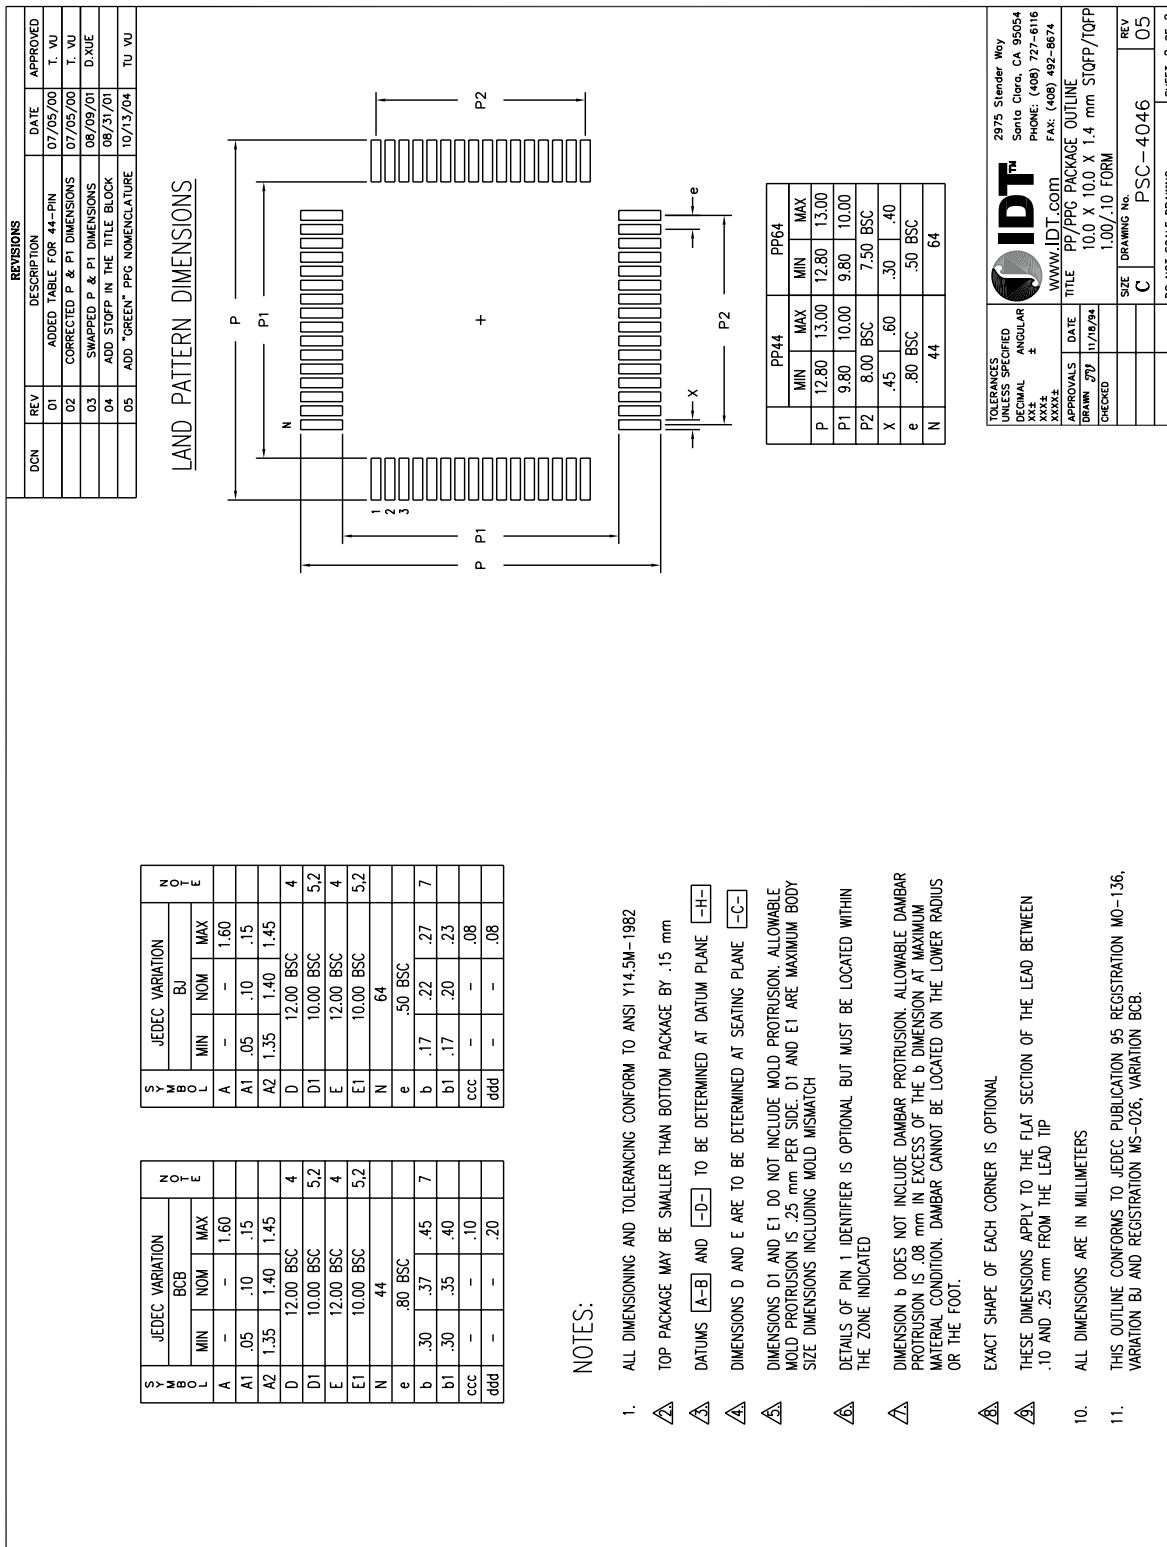 REVISIONS
DCN REV DESCRIPTION DATE APPROVED
01 ADDED TABLE FOR 44-PIN 07/05/00 T. VU
02 CORRECTED P & P1 DIMENSIONS 07/05/00 T. VU
03 SWAPPED P & P1 DIMENSIONS 08/09/01 D.XUE
04 ADD STQFP IN THE TITLE BLOCK 08/31/01
05 ADD "GREEN" PPG NOMENCLATURE 10/13/04 TU VU
JEDEC VARIATION
SYMBOL BCB NOTE
MIN NOM MAX
A – – 1.60
A1 .05 .10 .15
A2 1.35 1.40 1.45
D 12.00 BSC 4
D1 10.00 BSC 5,2
E 12.00 BSC 4
E1 10.00 BSC 5,2
N 44
e .80 BSC
b .30 .37 .45 7
b1 .30 .35 .40
ccc – – .10
ddd – – .20
JEDEC VARIATION
SYMBOL BJ NOTE
MIN NOM MAX
A – – 1.60
A1 .05 .10 .15
A2 1.35 1.40 1.45
D 12.00 BSC 4
D1 10.00 BSC 5,2
E 12.00 BSC 4
E1 10.00 BSC 5,2
N 64
e .50 BSC
b .17 .22 .27 7
b1 .17 .20 .23
ccc – – .08
ddd – – .08
LAND PATTERN DIMENSIONS
P
P1
N
1
2
3
P P1
P2
X
e
P2
PP44 PP64
MIN MAX MIN MAX
P 12.80 13.00 12.80 13.00
P1 9.80 10.00 9.80 10.00
P2 8.00 BSC 7.50 BSC
X .45 .60 .30 .40
e .80 BSC .50 BSC
N 44 64
NOTES:
1. ALL DIMENSIONING AND TOLERANCING CONFORM TO ANSI Y14.5M-1982
2. TOP PACKAGE MAY BE SMALLER THAN BOTTOM PACKAGE BY .15 mm
3. DATUMS A-B AND -D- TO BE DETERMINED AT DATUM PLANE -H-
4. DIMENSIONS D AND E ARE TO BE DETERMINED AT SEATING PLANE -C-
5. DIMENSIONS D1 AND E1 DO NOT INCLUDE MOLD PROTRUSION. ALLOWABLE
MOLD PROTRUSION IS .25 mm PER SIDE. D1 AND E1 ARE MAXIMUM BODY
SIZE DIMENSIONS INCLUDING MOLD MISMATCH
6. DETAILS OF PIN 1 IDENTIFIER IS OPTIONAL BUT MUST BE LOCATED WITHIN
THE ZONE INDICATED
7. DIMENSION b DOES NOT INCLUDE DAMBAR PROTRUSION. ALLOWABLE DAMBAR
PROTRUSION IS .08 mm IN EXCESS OF THE b DIMENSION AT MAXIMUM
MATERIAL CONDITION. DAMBAR CANNOT BE LOCATED ON THE LOWER RADIUS
OR THE FOOT.
8. EXACT SHAPE OF EACH CORNER IS OPTIONAL
9. THESE DIMENSIONS APPLY TO THE FLAT SECTION OF THE LEAD BETWEEN
.10 AND .25 mm FROM THE LEAD TIP
10. ALL DIMENSIONS ARE IN MILLIMETERS
11. THIS OUTLINE CONFORMS TO JEDEC PUBLICATION 95 REGISTRATION MO-136,
VARIATION BJ AND REGISTRATION MS-026, VARIATION BCB.
TOLERANCES
UNLESS SPECIFIED
DECIMAL ANGULAR
XX± ±
XXX±
XXXX±
IDT™
www.IDT.com
2975 Stender Way
Santa Clara, CA 95054
PHONE: (408) 727-6116
FAX: (408) 492-8674
APPROVALS DATE
DRAWN 11/18/94
CHECKED
TITLE PP/PPG PACKAGE OUTLINE
10.0 X 10.0 X 1.4 mm STQFP/TQFP
1.00/.10 FORM
SIZE DRAWING No. REV
C PSC-4046 05